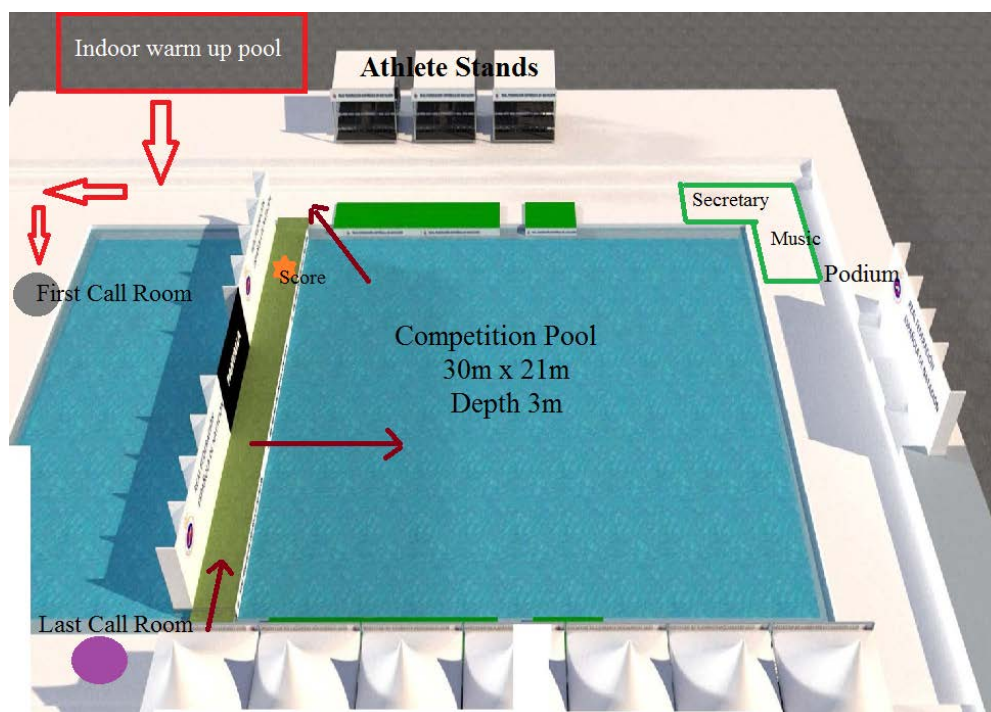 Indoor warm up pool
Athlete Stands
Secretary
Music
Podium
Score
First Call Room
Competition Pool
30m x 21m
Depth 3m
Last Call Room